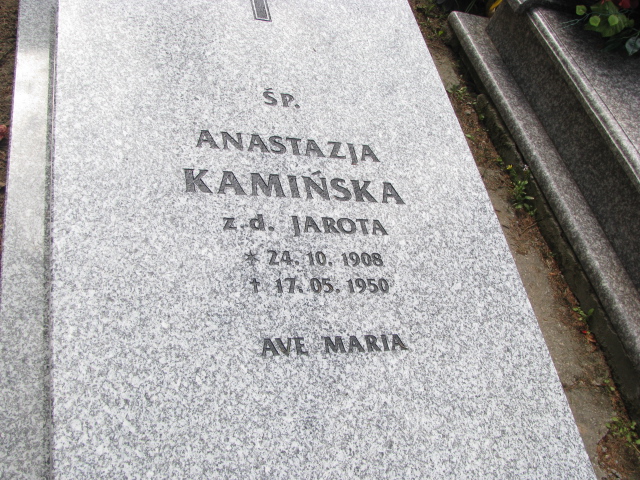 ŚP.
ANASTAZJA
KAMIŃSKA
z.d. JAROTA
* 24.10.1908
† 17.05.1950
AVE MARIA